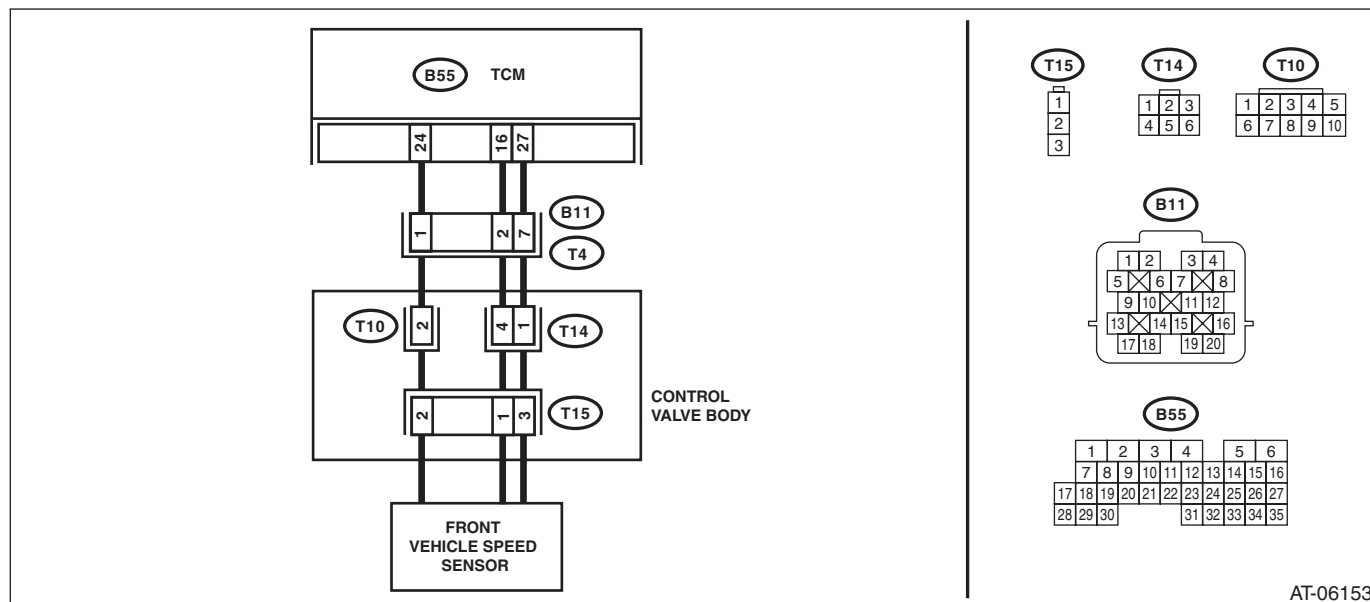 B55 TCM
24 16 27
B11
1 2 7
T4
T10 2 4 1 T14
2 1 3 T15
CONTROL
VALVE BODY
FRONT
VEHICLE SPEED
SENSOR
T15
1
2
3
T14
1 2 3
4 5 6
T10
1 2 3 4 5
6 7 8 9 10
B11
1 2 3 4
5 6 7 8
9 10 11 12
13 14 15 16
17 18 19 20
B55
1 2 3 4 5 6
7 8 9 10 11 12 13 14 15 16
17 18 19 20 21 22 23 24 25 26 27
28 29 30 31 32 33 34 35
AT-06153